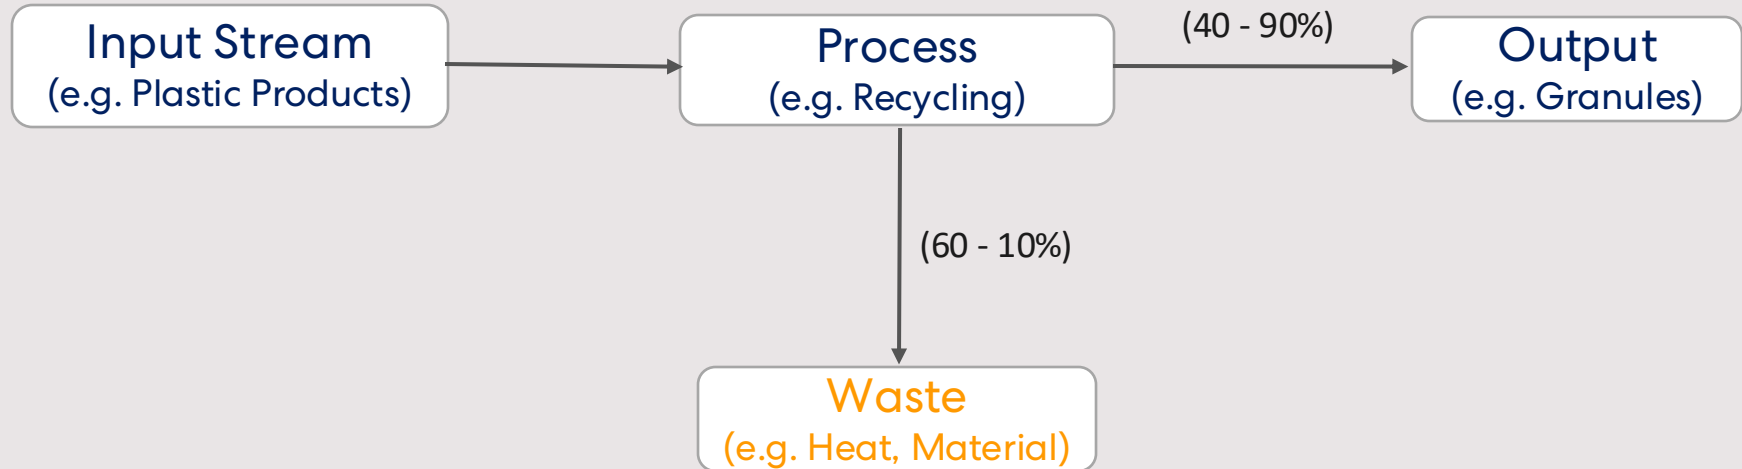 Input Stream
(e.g. Plastic Products)
Process
(e.g. Recycling)
(40 - 90%)
Output
(e.g. Granules)
(60 - 10%)
Waste
(e.g. Heat, Material)